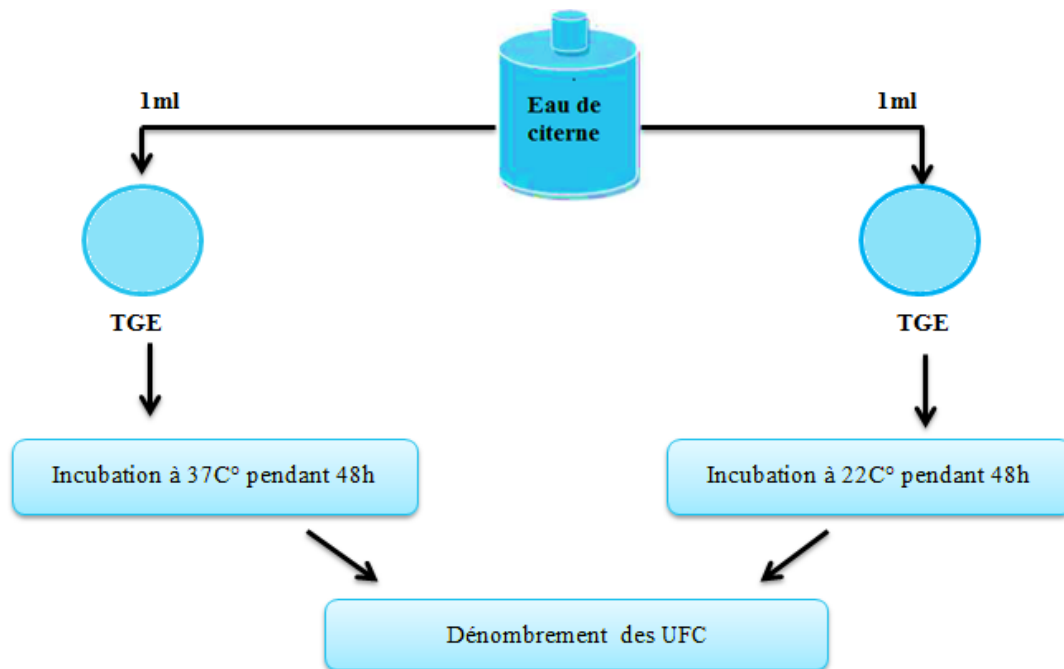 1ml
1ml
Eau de
citerne
TGE
TGE
Incubation à 37C° pendant 48h
Incubation à 22C° pendant 48h
Dénombrement des UFC